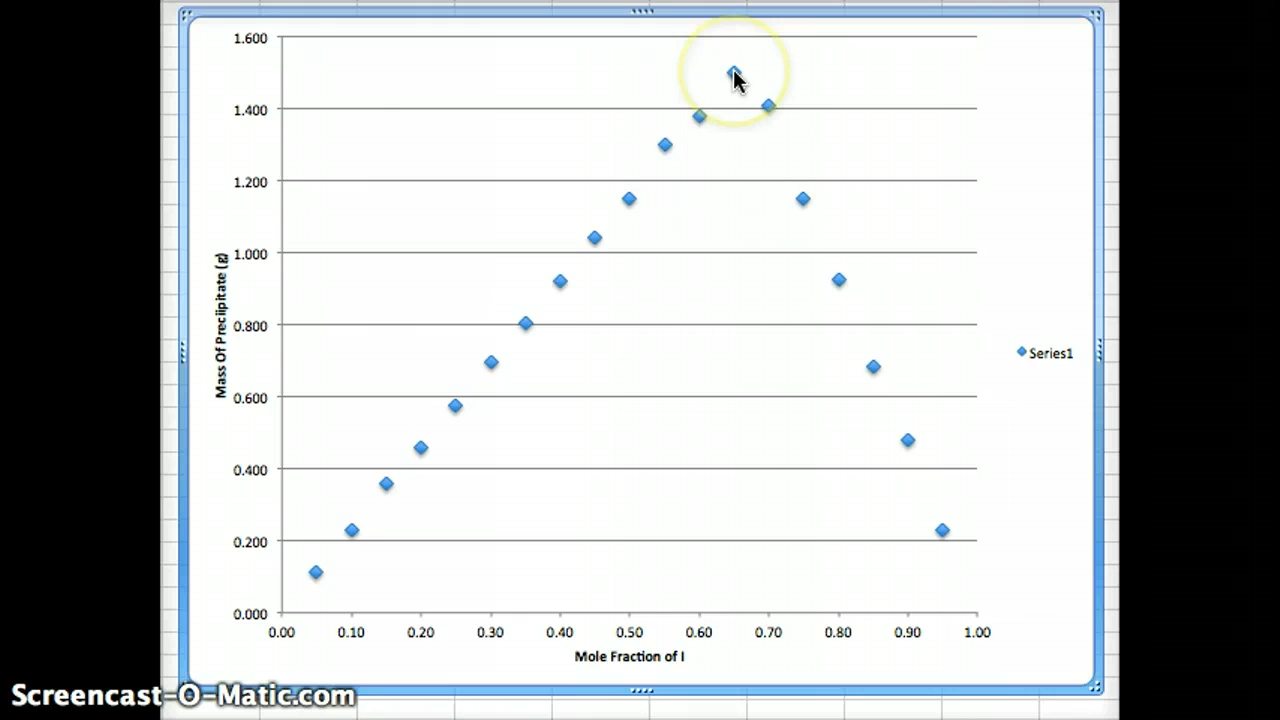 1.600
1.400
1.200
1.000
0.800
0.600
0.400
0.200
0.000
Mass Of Preciipitate (g)
0.00 0.10 0.20 0.30 0.40 0.50 0.60 0.70 0.80 0.90 1.00
Mole Fraction of I
Series1
Screencast-O-Matic.com